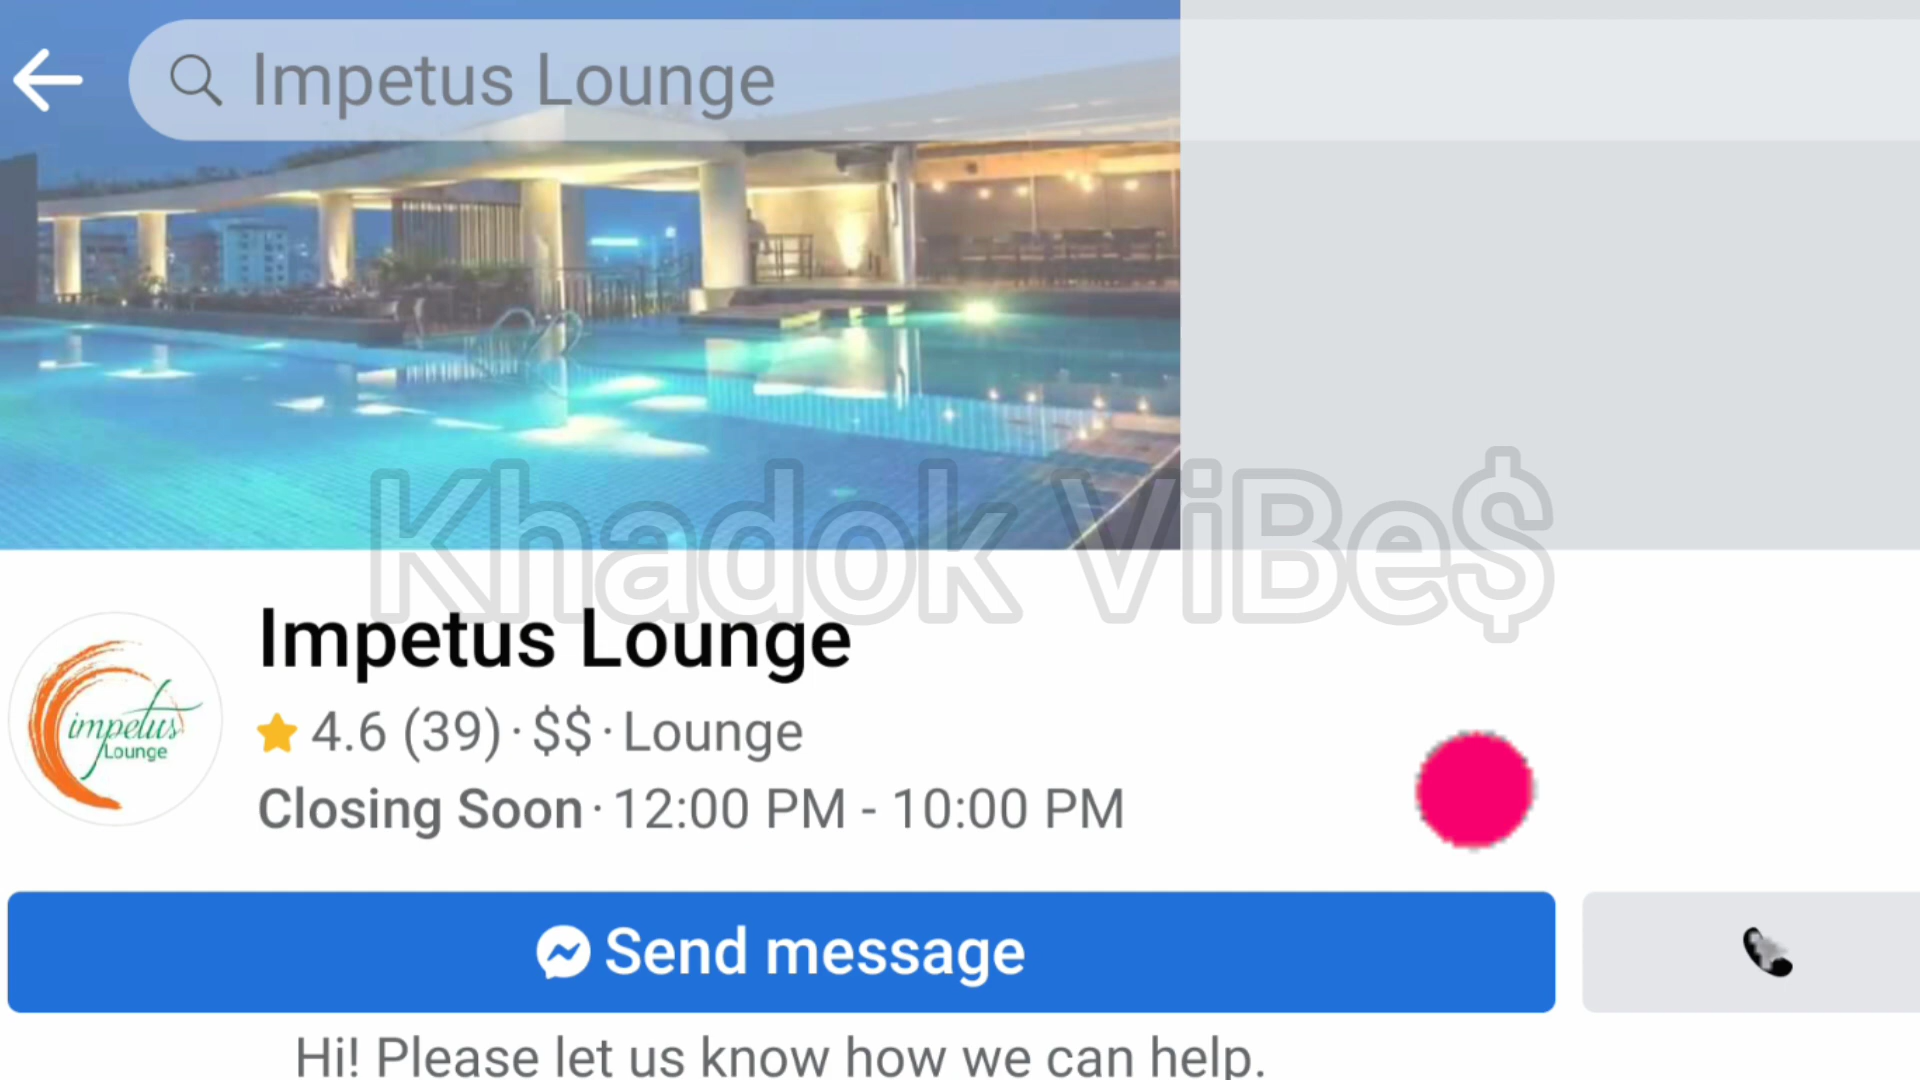 Impetus Lounge
Khadok ViBe$
Impetus Lounge
impetus
Lounge
4.6 (39) · $$ · Lounge
Closing Soon · 12:00 PM - 10:00 PM
Send message
Hi! Please let us know how we can help.